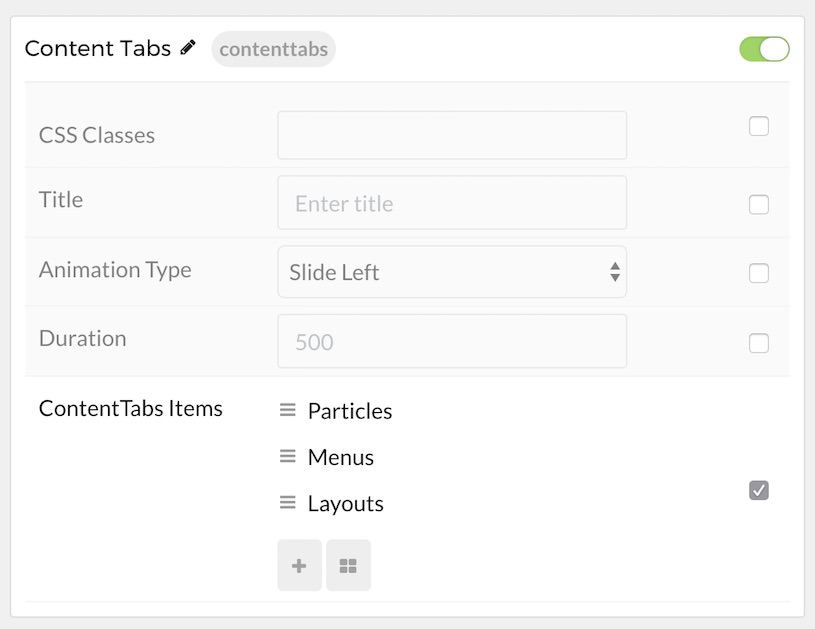 Content Tabs contenttabs
CSS Classes
Title Enter title
Animation Type Slide Left
Duration 500
ContentTabs Items Particles
Menus
Layouts